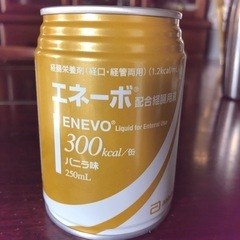 経腸栄養剤(経口・経管両用) (1.2kcal/mL)
エネーボ® 配合経腸用液
ENEVO® Liquid for Enteral Use
300kcal/缶
バニラ味
250mL